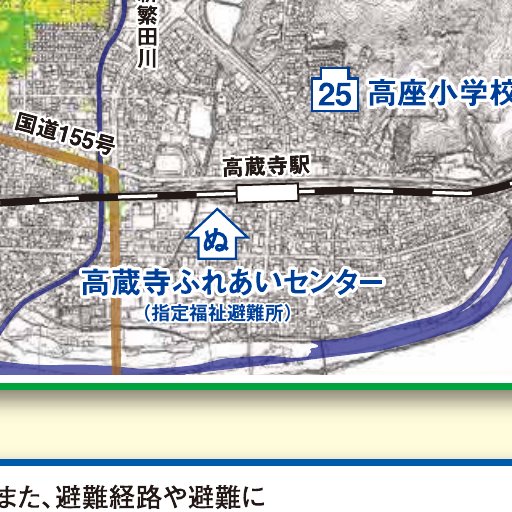 新繁田川
25 高座小学校
国道155号
高蔵寺駅
ぬ
高蔵寺ふれあいセンター
（指定福祉避難所）
また、避難経路や避難に